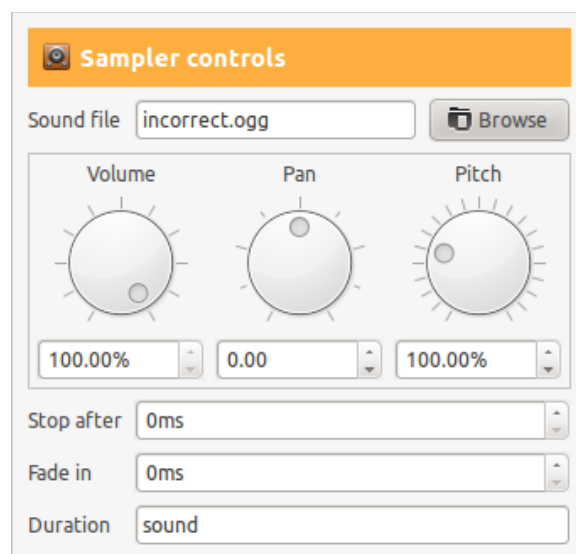 Sampler controls
Sound file incorrect.ogg Browse
Volume Pan Pitch
100.00% 0.00 100.00%
Stop after 0ms
Fade in 0ms
Duration sound